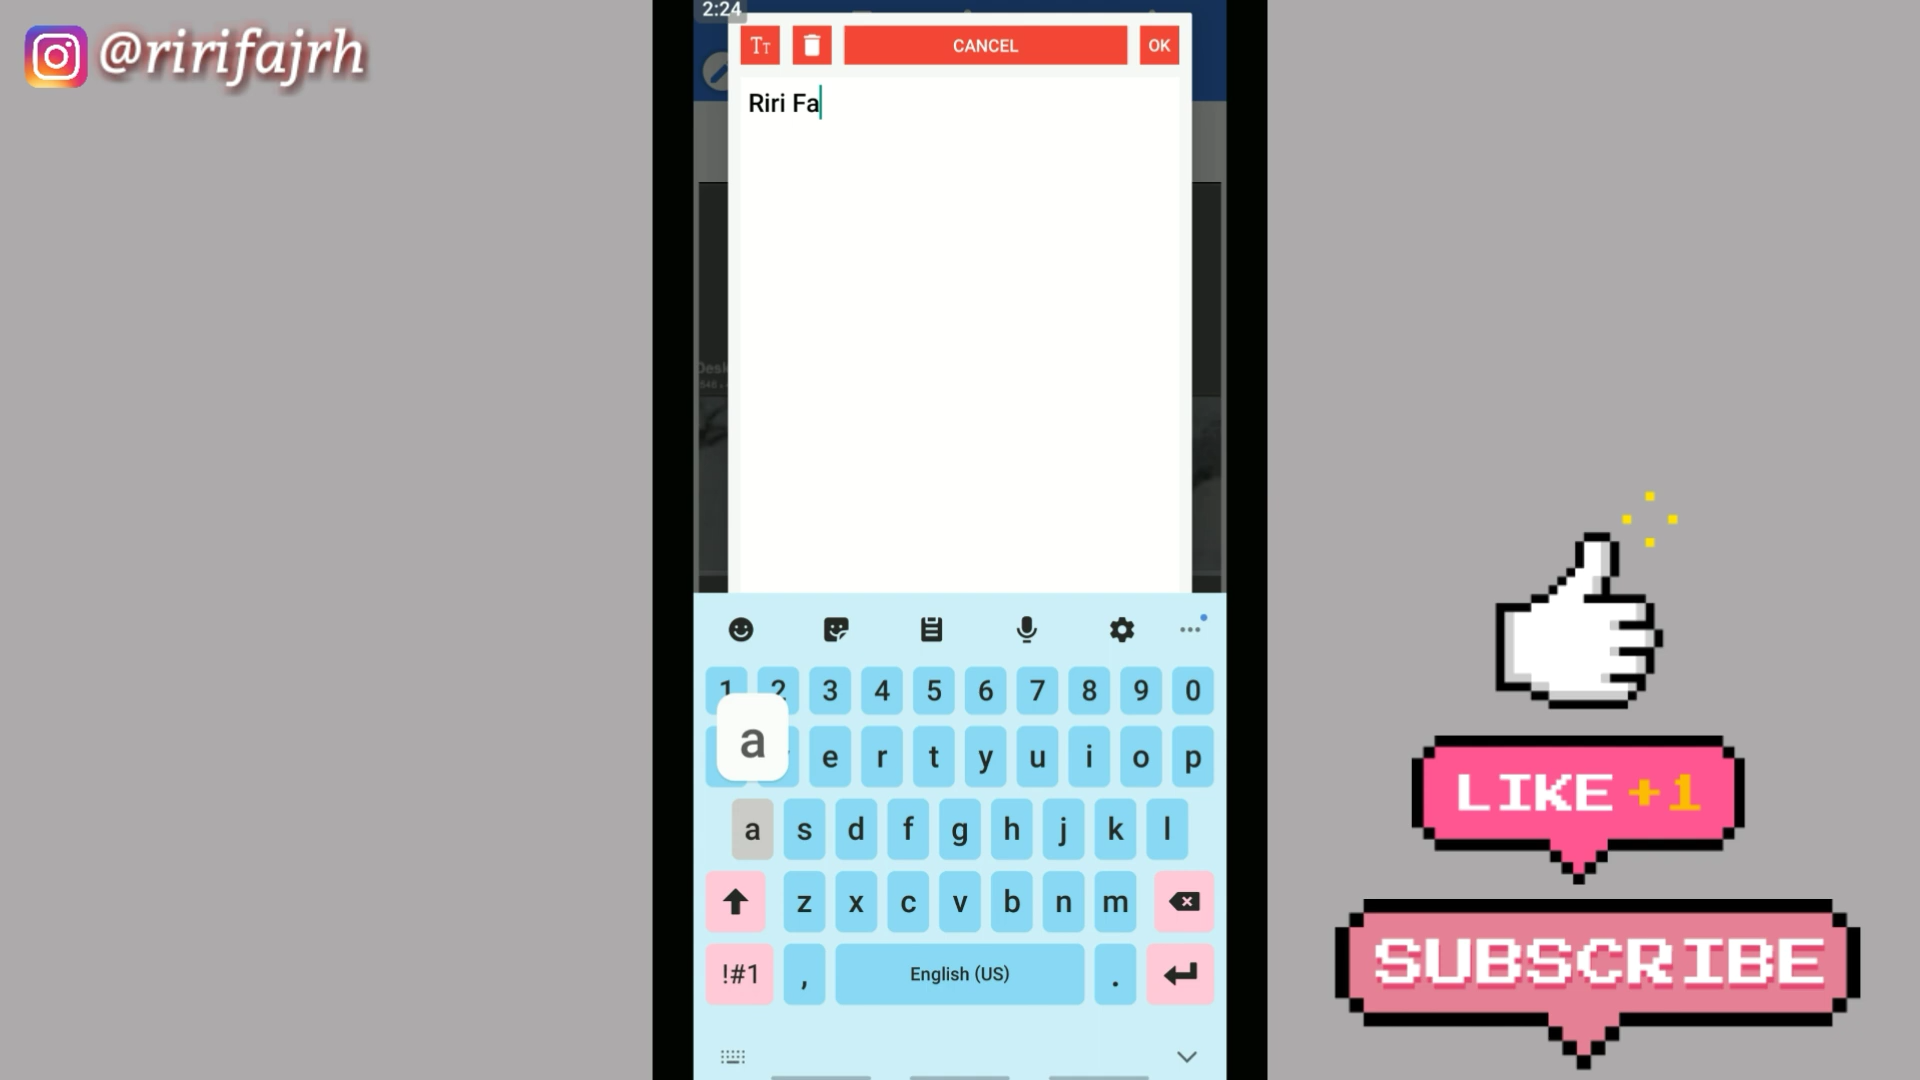 @ririfajrh
2:24
Tт
CANCEL
OK
Riri Fa
1 2 3 4 5 6 7 8 9 0
a
e r t y u i o p
a s d f g h j k l
z x c v b n m
!#1 , English (US) .
LIKE +1
SUBSCRIBE